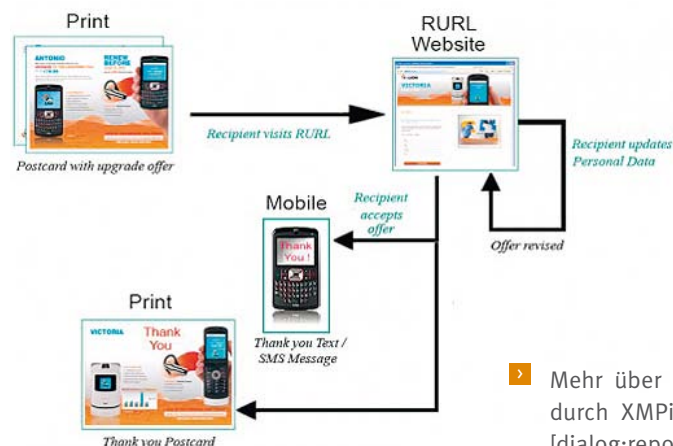 Print
RURL
Website
ANTONIO
RENEW
BEFORE
VICTORIA
Recipient visits RURL
Recipient updates
Personal Data
Postcard with upgrade offer
Mobile
Recipient
accepts
offer
Offer revised
Thank
You !
Print
VICTORIA
Thank
You
Thank you Text /
SMS Message
Thank you Postcard
Mehr über
durch XMPi
[dialog:repo